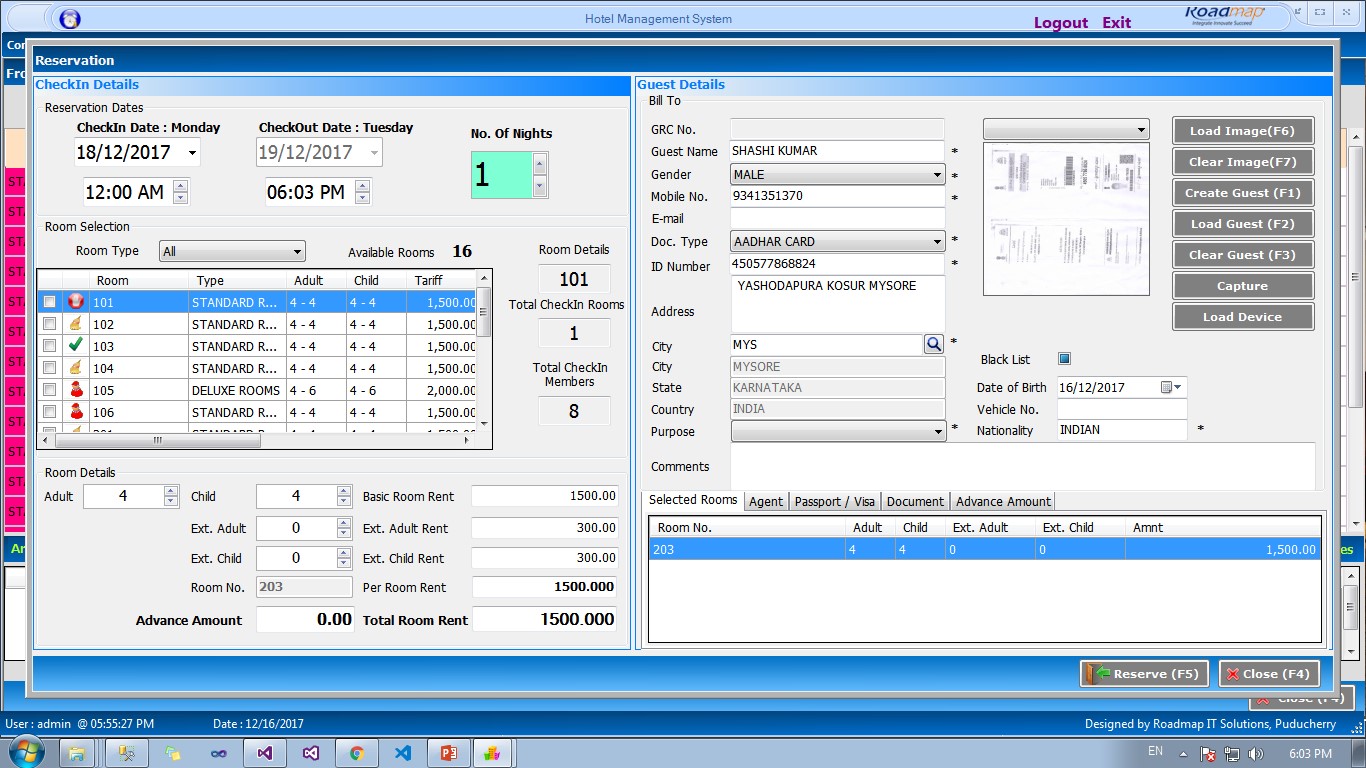 Hotel Management System
Logout Exit
Roadmap
Integrate Innovate Succeed
Reservation
CheckIn Details
Reservation Dates
CheckIn Date : Monday
CheckOut Date : Tuesday
No. Of Nights
18/12/2017
19/12/2017
1
12:00 AM
06:03 PM
Room Selection
Room Type
All
Available Rooms 16
Room Details
101
Total CheckIn Rooms
1
Total CheckIn
Members
8
Room Type Adult Child Tariff
101 STANDARD R... 4 - 4 4 - 4 1,500.00
102 STANDARD R... 4 - 4 4 - 4 1,500.00
103 STANDARD R... 4 - 4 4 - 4 1,500.00
104 STANDARD R... 4 - 4 4 - 4 1,500.00
105 DELUXE ROOMS 4 - 6 4 - 6 2,000.00
106 STANDARD R... 4 - 4 4 - 4 1,500.00
Room Details
Adult 4 Child 4 Basic Room Rent 1500.00
Ext. Adult 0 Ext. Adult Rent 300.00
Ext. Child 0 Ext. Child Rent 300.00
Room No. 203 Per Room Rent 1500.000
Advance Amount 0.00 Total Room Rent 1500.000
Guest Details
Bill To
GRC No.
Guest Name SHASHI KUMAR *
Gender MALE *
Mobile No. 9341351370 *
E-mail
Doc. Type AADHAR CARD *
ID Number 450577868824 *
Address YASHODAPURA KOSUR MYSORE
City MYS *
City MYSORE
State KARNATAKA
Country INDIA
Purpose *
Comments
Load Image(F6)
Clear Image(F7)
Create Guest (F1)
Load Guest (F2)
Clear Guest (F3)
Capture
Load Device
Black List
Date of Birth 16/12/2017
Vehicle No.
Nationality INDIAN *
Selected Rooms Agent Passport / Visa Document Advance Amount
Room No. Adult Child Ext. Adult Ext. Child Amnt
203 4 4 0 0 1,500.00
Reserve (F5) Close (F4)
User : admin @ 05:55:27 PM Date : 12/16/2017 Designed by Roadmap IT Solutions, Puducherry
EN 6:03 PM